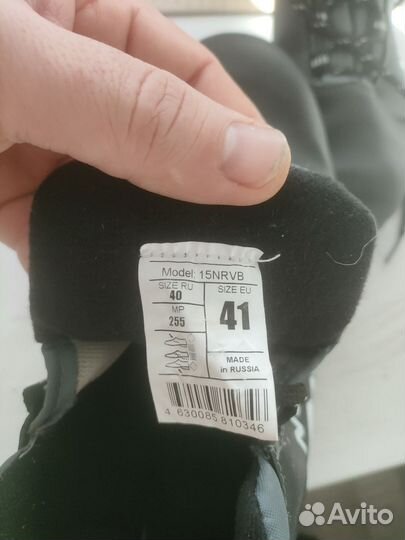 Model: 15NRVB
SIZE RU
40
MP
255
SIZE EU
41
MADE
in RUSSIA
4 630085 810346
Avito